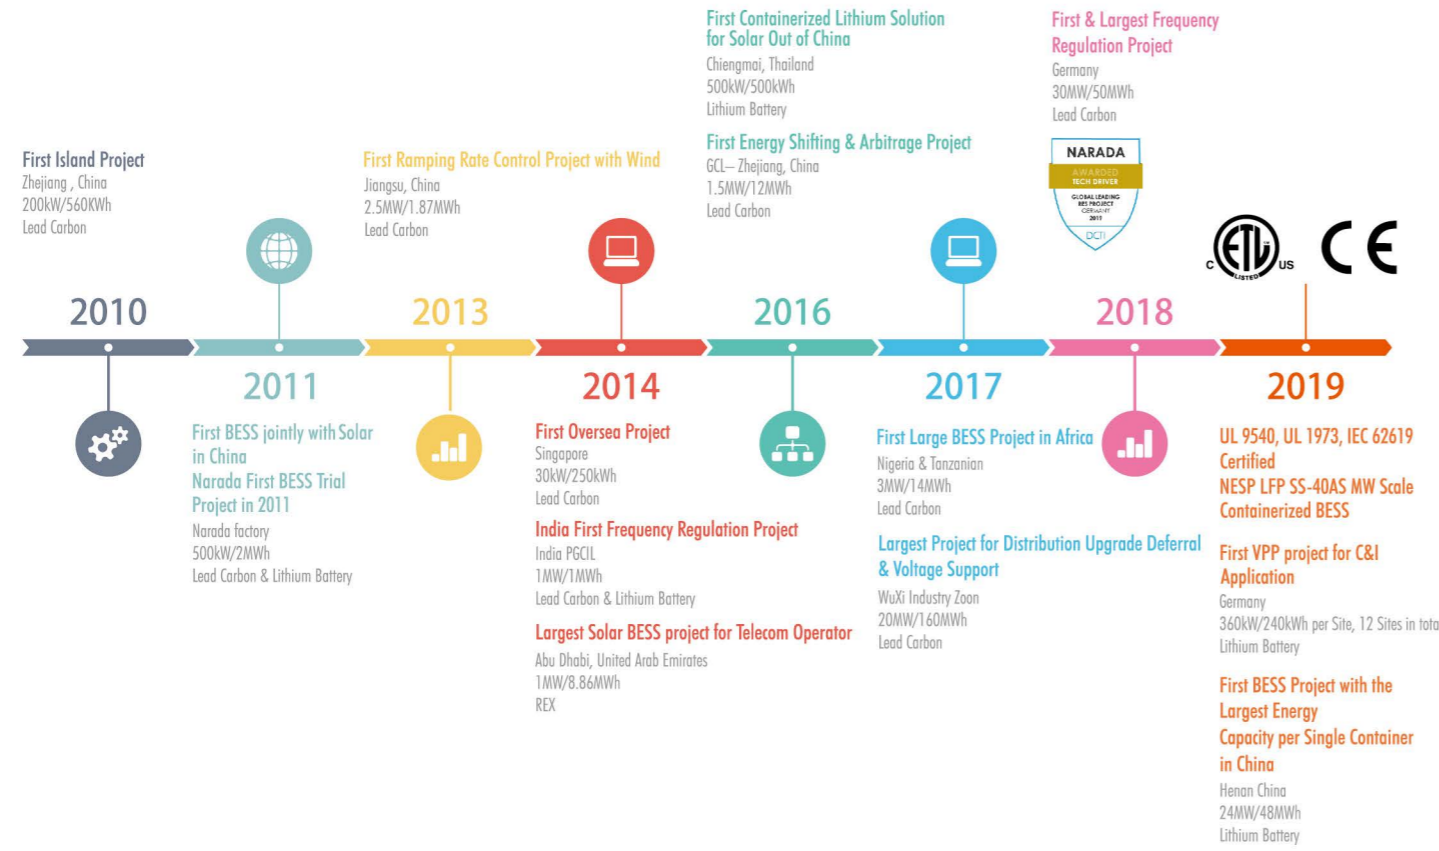 2010
First Island Project
Zhejiang , China
200kW/560KWh
Lead Carbon
2011
First BESS jointly with Solar
in China
Narada First BESS Trial
Project in 2011
Narada factory
500kW/2MWh
Lead Carbon & Lithium Battery
2013
First Ramping Rate Control Project with Wind
Jiangsu, China
2.5MW/1.87MWh
Lead Carbon
2014
First Oversea Project
Singapore
30kW/250kWh
Lead Carbon
India First Frequency Regulation Project
India PGCIL
1MW/1MWh
Lead Carbon & Lithium Battery
Largest Solar BESS project for Telecom Operator
Abu Dhabi, United Arab Emirates
1MW/8.86MWh
REX
2016
First Containerized Lithium Solution
for Solar Out of China
Chiengmai, Thailand
500kW/500kWh
Lithium Battery
First Energy Shifting & Arbitrage Project
GCL– Zhejiang, China
1.5MW/12MWh
Lead Carbon
2017
First Large BESS Project in Africa
Nigeria & Tanzanian
3MW/14MWh
Lead Carbon
Largest Project for Distribution Upgrade Deferral
& Voltage Support
WuXi Industry Zoon
20MW/160MWh
Lead Carbon
2018
First & Largest Frequency
Regulation Project
Germany
30MW/50MWh
Lead Carbon
NARADA
AWARDED
TECH DRIVER
GLOBAL LEADING
RES PROJECT
GERMANY
2017
DCTI
2019
C ETL US
LISTED
CE
UL 9540, UL 1973, IEC 62619
Certified
NESP LFP SS-40AS MW Scale
Containerized BESS
First VPP project for C&I
Application
Germany
360kW/240kWh per Site, 12 Sites in tota
Lithium Battery
First BESS Project with the
Largest Energy
Capacity per Single Container
in China
Henan China
24MW/48MWh
Lithium Battery